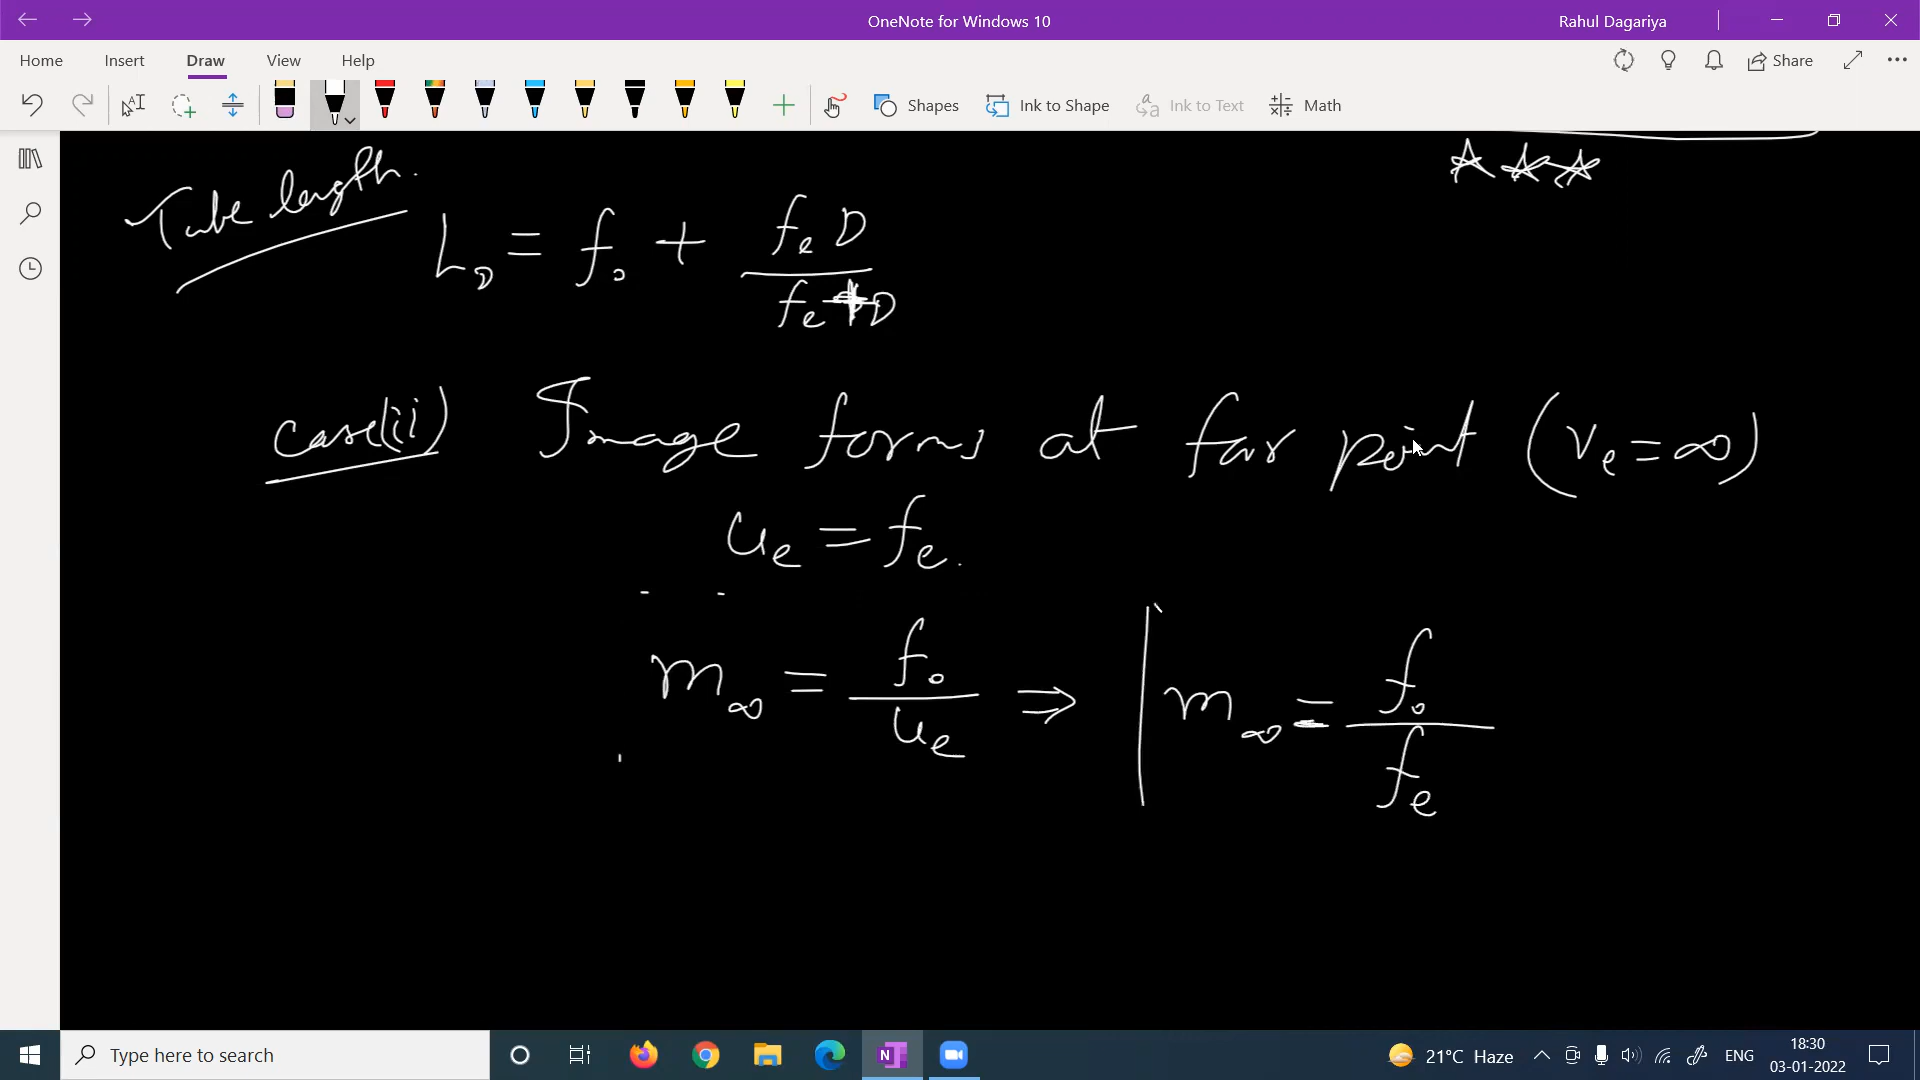 OneNote for Windows 10
Rahul Dagariya
Home Insert Draw View Help
Share
Shapes Ink to Shape Ink to Text Math
Tube length.
L_D = f_o + f_e D / f_e + D
case(ii) Image forms at far point (v_e = ∞)
u_e = f_e.
m_∞ = f_o / u_e ⇒ m_∞ = f_o / f_e
Type here to search
21°C Haze
ENG
18:30
03-01-2022